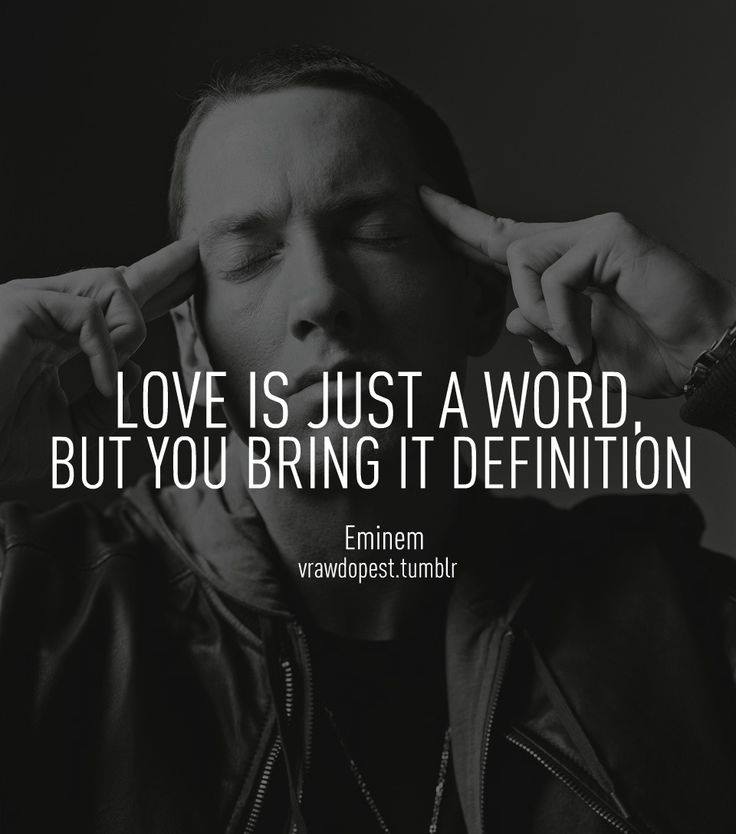 LOVE IS JUST A WORD,
BUT YOU BRING IT DEFINITION
Eminem
vrawdopest.tumblr